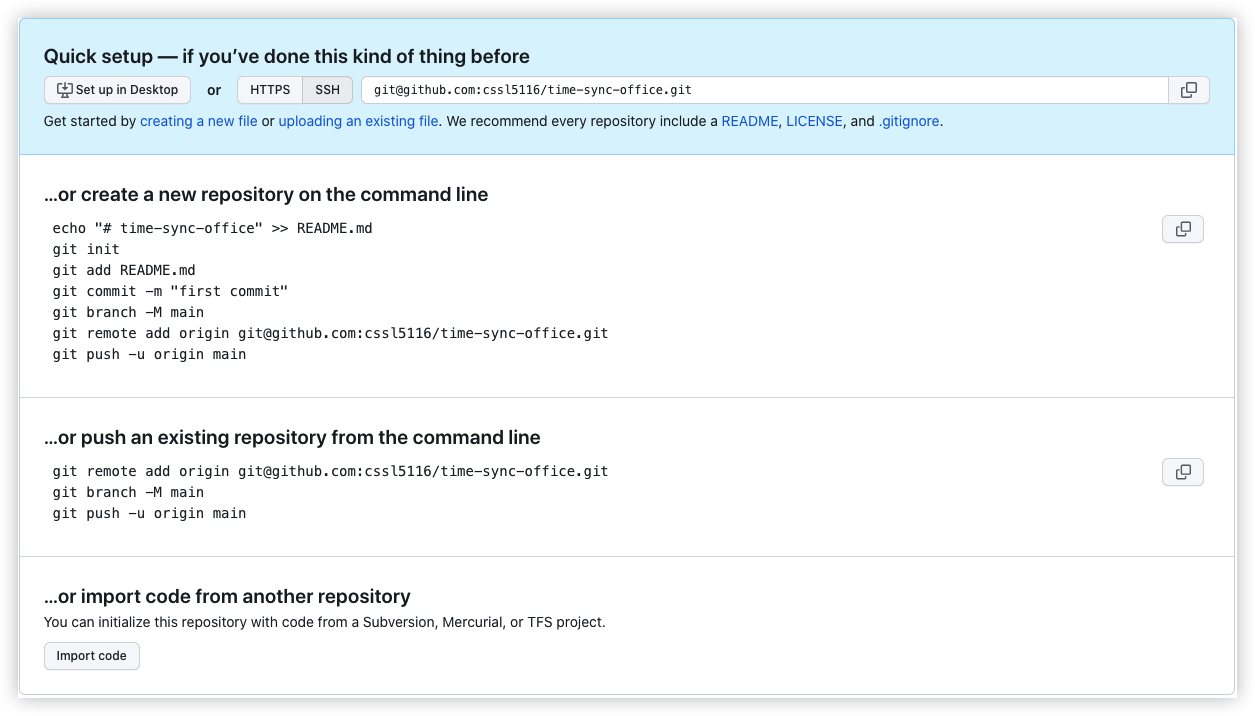 Quick setup — if you’ve done this kind of thing before
Set up in Desktop or HTTPS SSH git@github.com:cssl5116/time-sync-office.git
Get started by creating a new file or uploading an existing file. We recommend every repository include a README, LICENSE, and .gitignore.
…or create a new repository on the command line
echo "# time-sync-office" >> README.md
git init
git add README.md
git commit -m "first commit"
git branch -M main
git remote add origin git@github.com:cssl5116/time-sync-office.git
git push -u origin main
…or push an existing repository from the command line
git remote add origin git@github.com:cssl5116/time-sync-office.git
git branch -M main
git push -u origin main
…or import code from another repository
You can initialize this repository with code from a Subversion, Mercurial, or TFS project.
Import code